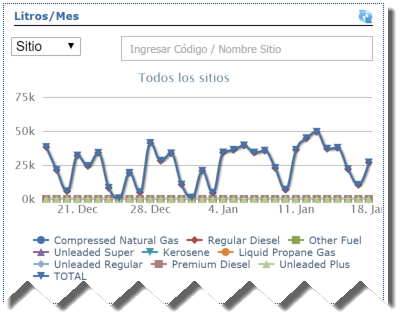 Litros/Mes
Sitio
Ingresar Código / Nombre Sitio
Todos los sitios
75k
50k
25k
0k
21. Dec 28. Dec 4. Jan 11. Jan 18. Jan
Compressed Natural Gas Regular Diesel Other Fuel
Unleaded Super Kerosene Liquid Propane Gas
Unleaded Regular Premium Diesel Unleaded Plus
TOTAL